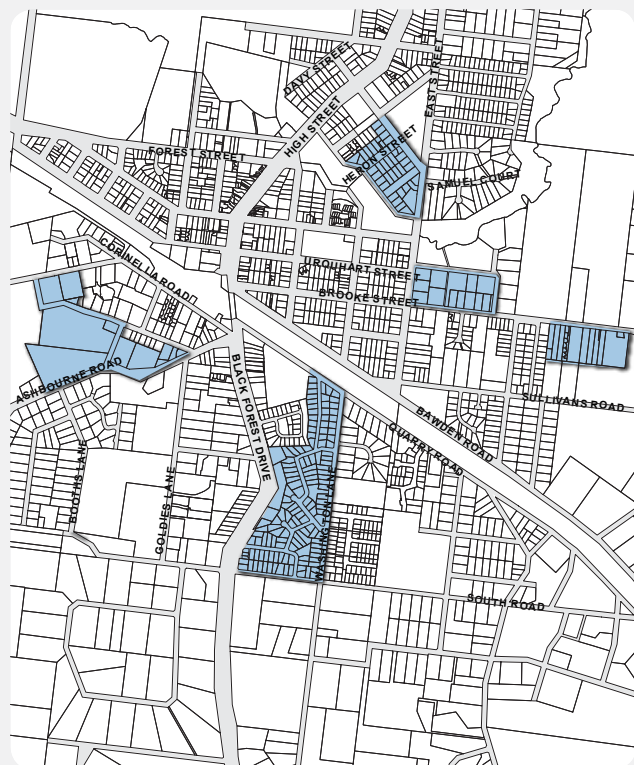 DAVY STREET
EAST STREET
HIGH STREET
FOREST STREET
HERON STREET
SAMUEL COURT
CORINELLA ROAD
URQUHART STREET
BROOKE STREET
ASHBOURNE ROAD
BLACK FOREST DRIVE
SULLIVANS ROAD
BAWDEN ROAD
QUARRY ROAD
BOOTHS LANE
GOLDIES LANE
WASHINGTON LANE
SOUTH ROAD